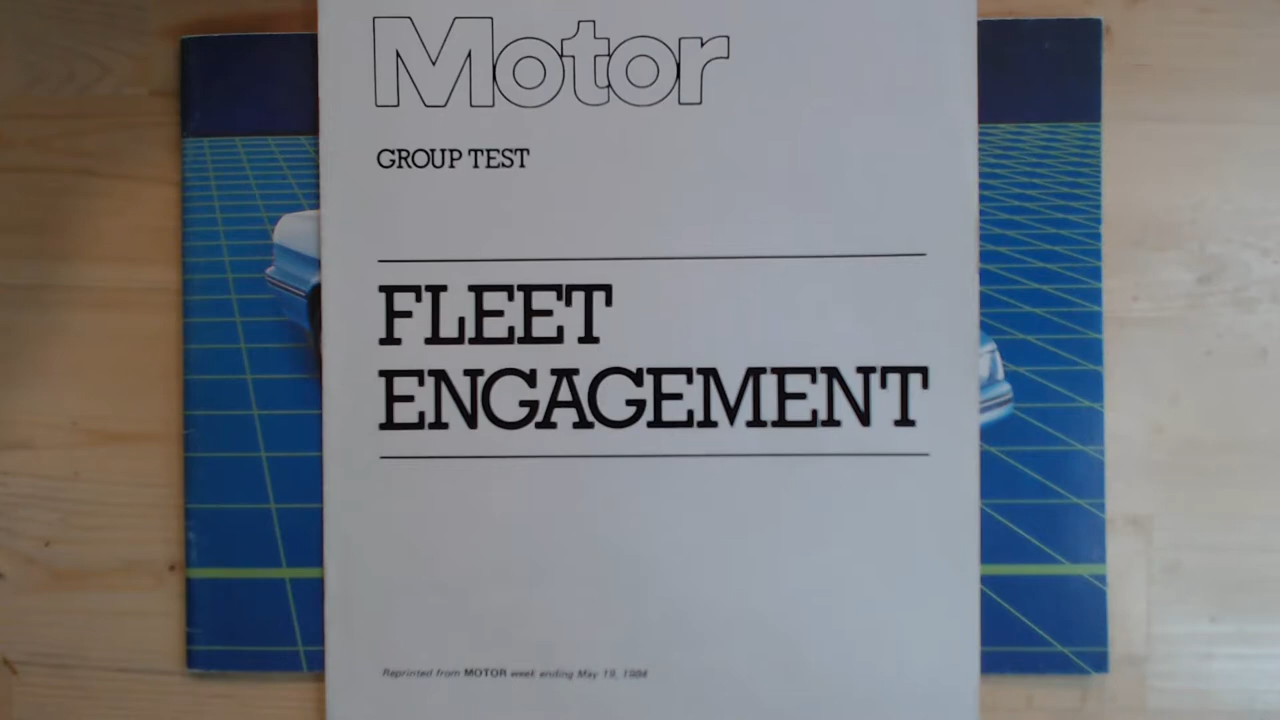 Motor
GROUP TEST
FLEET
ENGAGEMENT
Reprinted from MOTOR week ending May 19, 1984